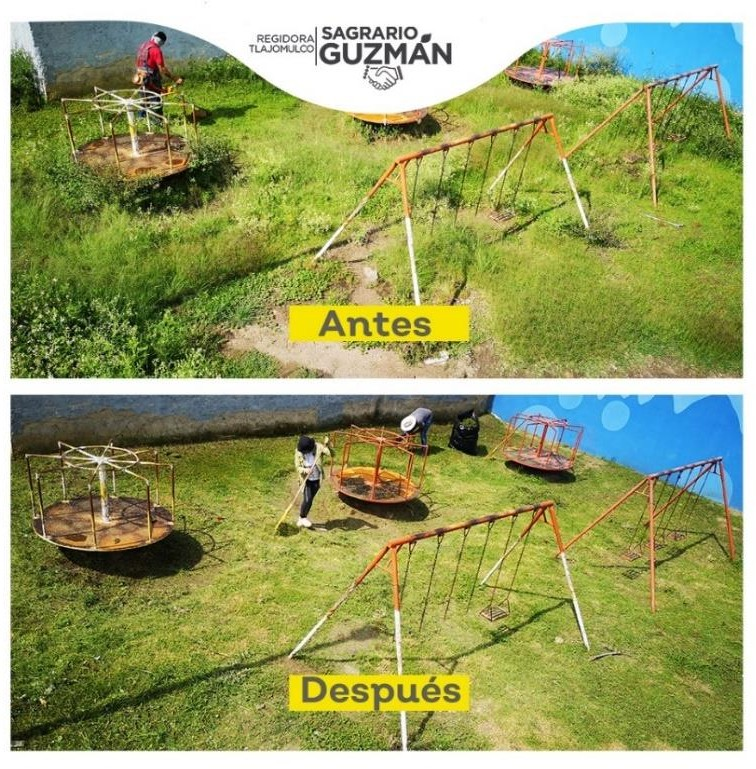 REGIDORA
TLAJOMULCO
SAGRARIO
GUZMÁN
Antes
Después